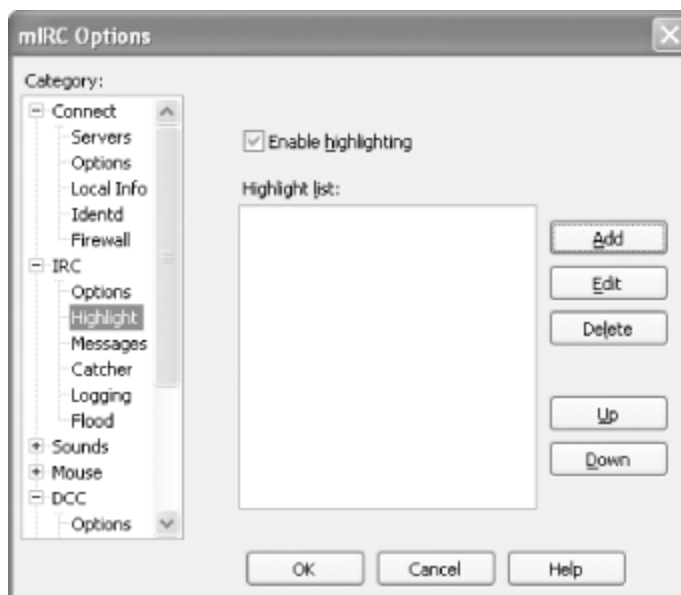 mIRC Options
Category:
Connect
Servers
Options
Local Info
Identd
Firewall
IRC
Options
Highlight
Messages
Catcher
Logging
Flood
Sounds
Mouse
DCC
Options
Enable highlighting
Highlight list:
Add
Edit
Delete
Up
Down
OK
Cancel
Help